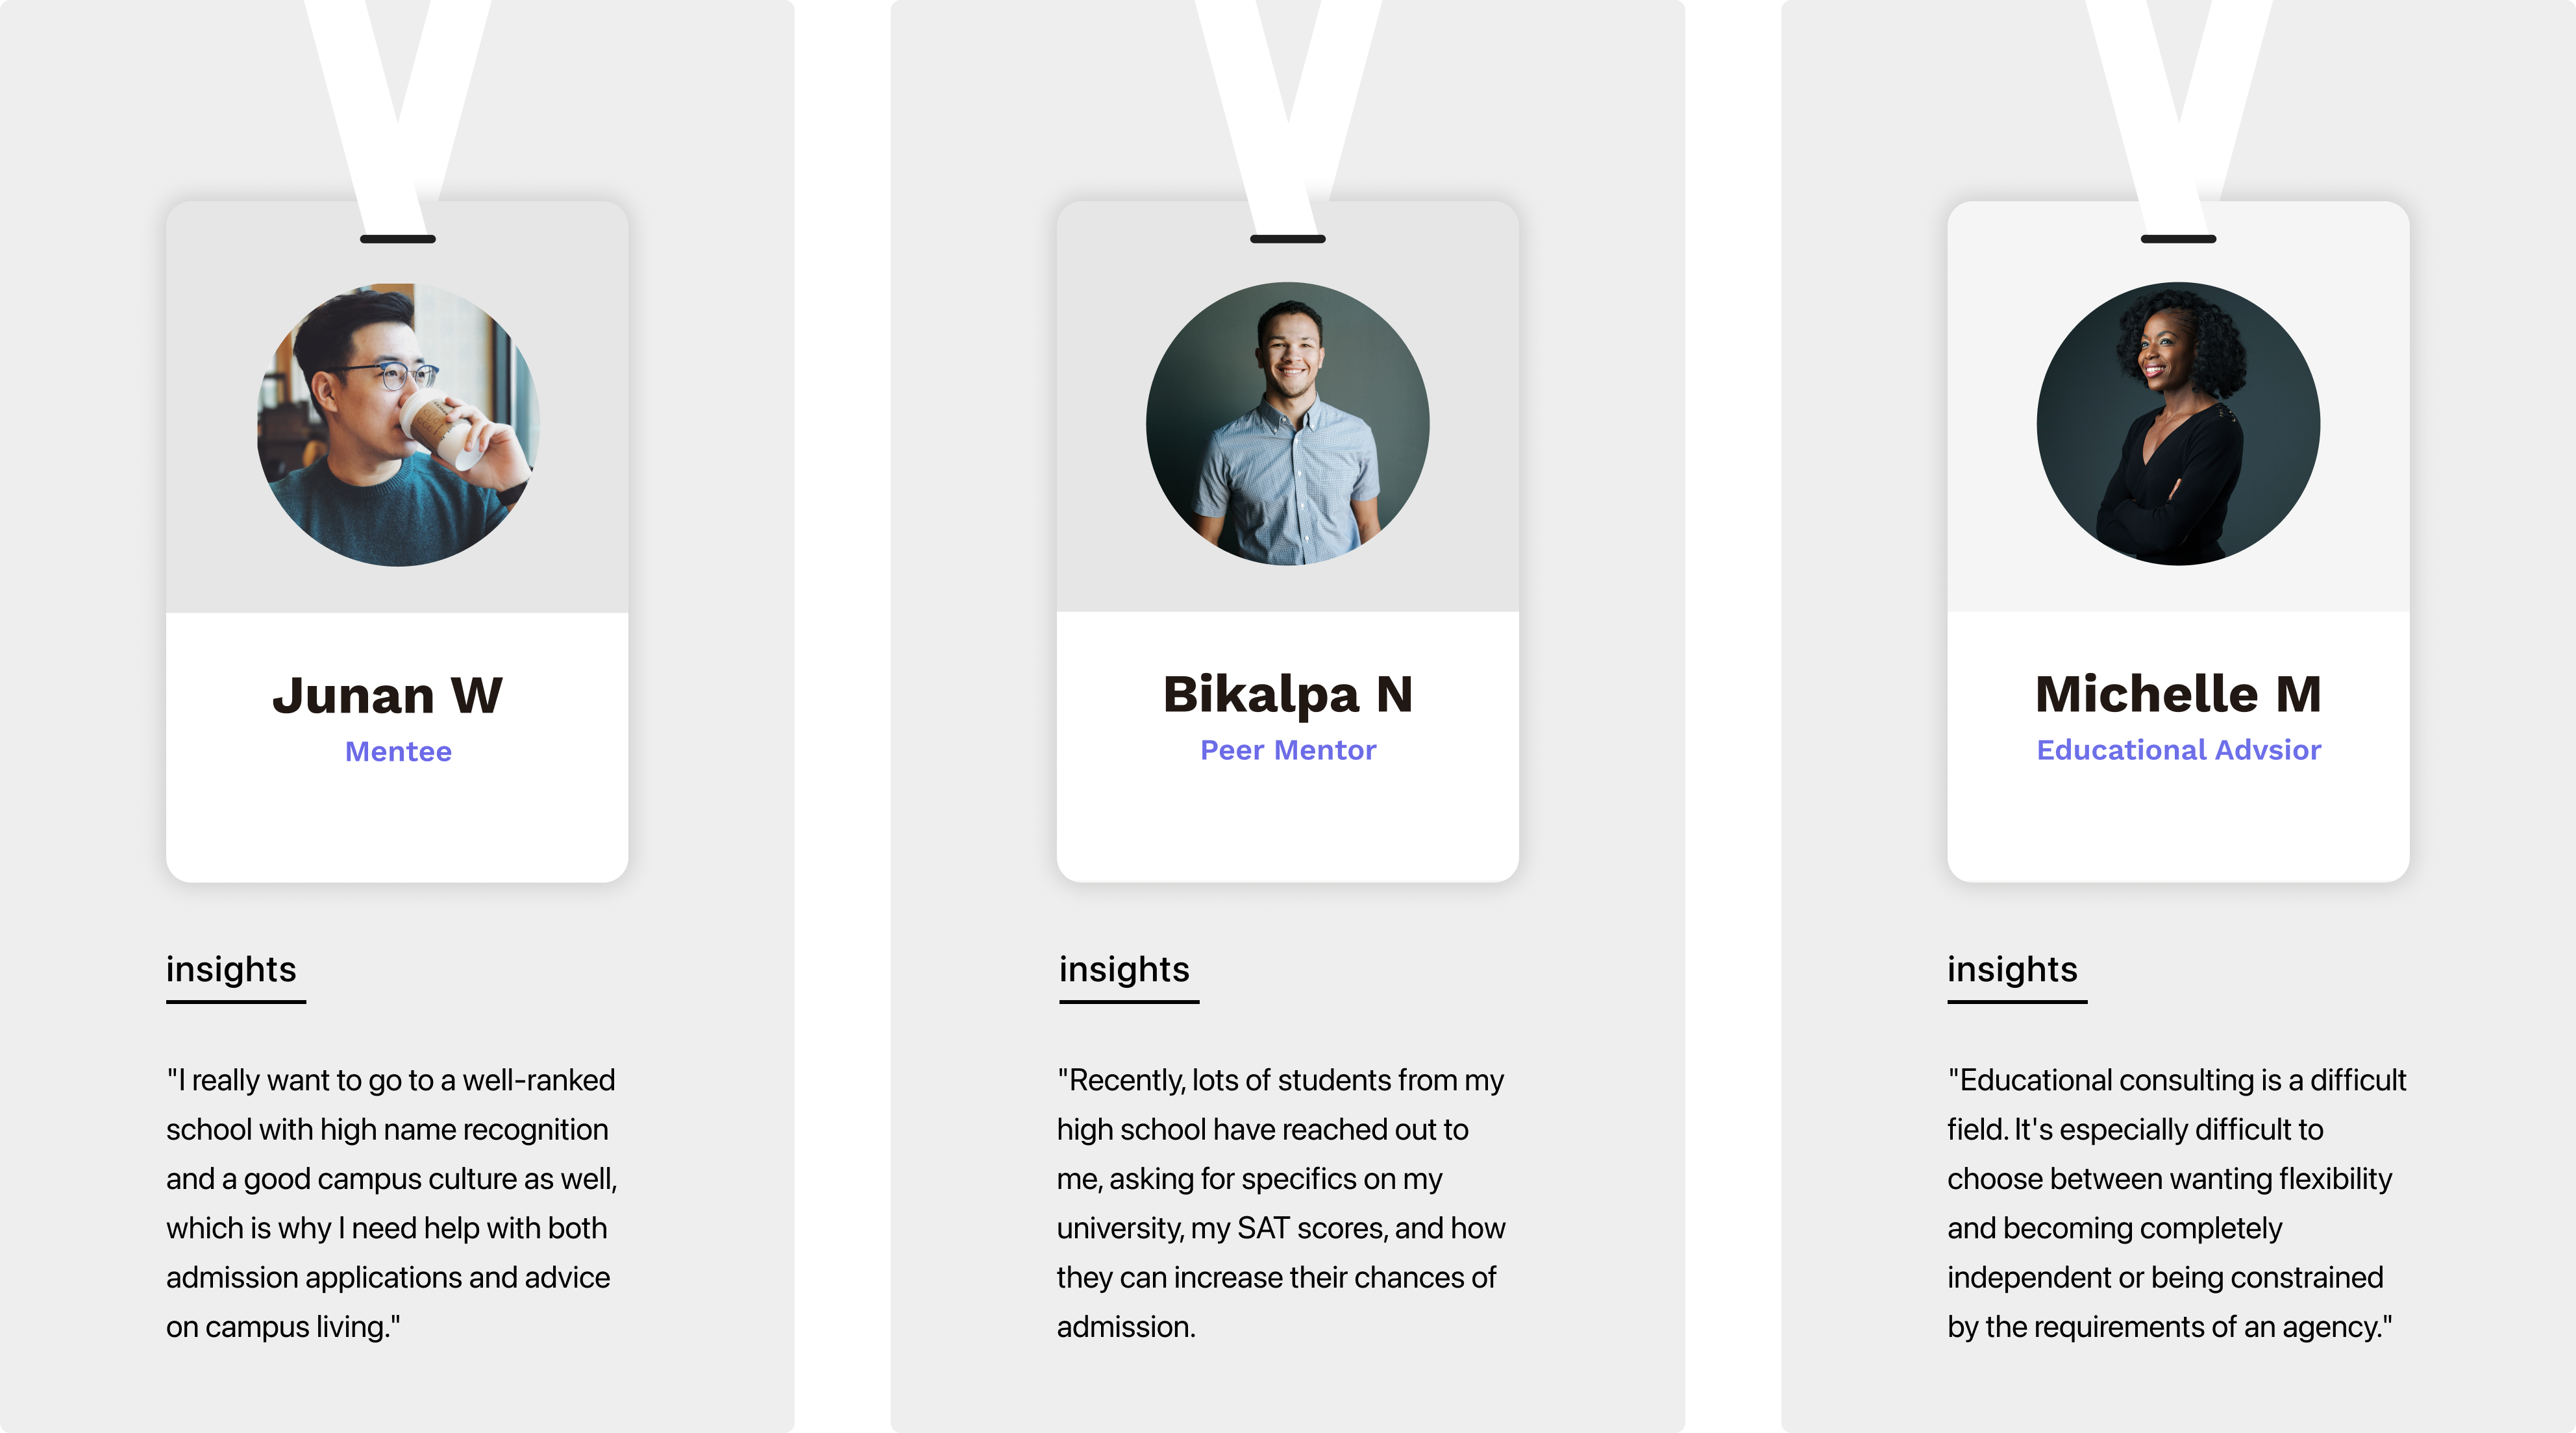 Junan W
Mentee
insights
"I really want to go to a well-ranked
school with high name recognition
and a good campus culture as well,
which is why I need help with both
admission applications and advice
on campus living."
Bikalpa N
Peer Mentor
insights
"Recently, lots of students from my
high school have reached out to
me, asking for specifics on my
university, my SAT scores, and how
they can increase their chances of
admission.
Michelle M
Educational Advsior
insights
"Educational consulting is a difficult
field. It's especially difficult to
choose between wanting flexibility
and becoming completely
independent or being constrained
by the requirements of an agency."